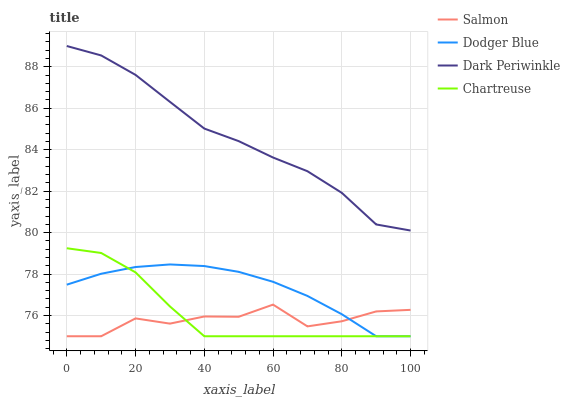 title
Salmon
Dodger Blue
Dark Periwinkle
Chartreuse
yaxis_label
88
86
84
82
80
78
76
0 20 40 60 80 100
xaxis_label